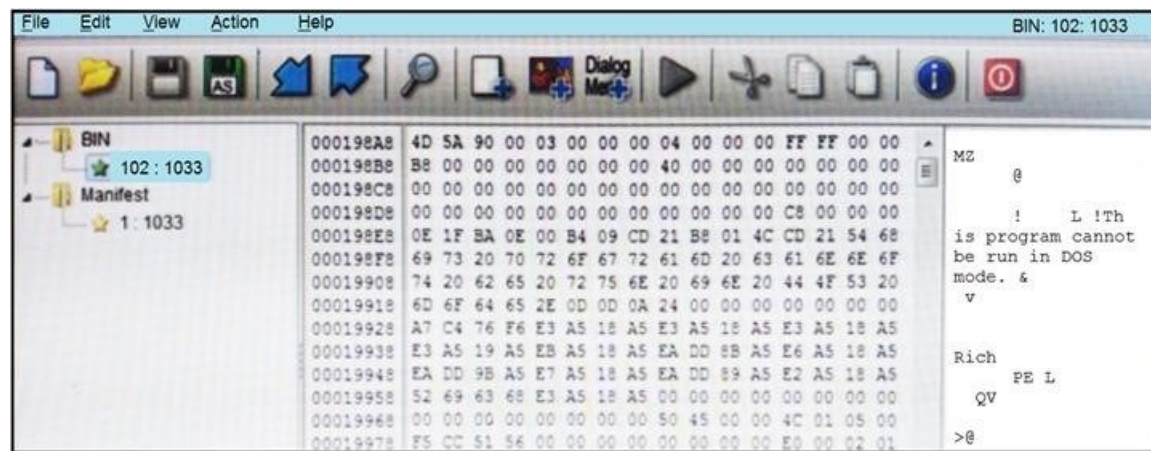 File Edit View Action Help BIN: 102: 1033
AS Dialog
BIN
102 : 1033
Manifest
1 : 1033
000198A8 4D 5A 90 00 03 00 00 00 04 00 00 00 FF FF 00 00
000198B8 B8 00 00 00 00 00 00 00 40 00 00 00 00 00 00 00
000198C8 00 00 00 00 00 00 00 00 00 00 00 00 00 00 00 00
000198D8 00 00 00 00 00 00 00 00 00 00 00 00 C8 00 00 00
000198E8 0E 1F BA 0E 00 B4 09 CD 21 B8 01 4C CD 21 54 68
000198F8 69 73 20 70 72 6F 67 72 61 6D 20 63 61 6E 6E 6F
00019908 74 20 62 65 20 72 75 6E 20 69 6E 20 44 4F 53 20
00019918 6D 6F 64 65 2E 0D 0D 0A 24 00 00 00 00 00 00 00
00019928 A7 C4 76 F6 E3 A5 18 A5 E3 A5 18 A5 E3 A5 18 A5
00019938 E3 A5 19 A5 EB A5 18 A5 EA DD 8B A5 E6 A5 18 A5
00019948 EA DD 9B A5 E7 A5 18 A5 EA DD 89 A5 E2 A5 18 A5
00019958 52 69 63 68 E3 A5 18 A5 00 00 00 00 00 00 00 00
00019968 00 00 00 00 00 00 00 00 50 45 00 00 4C 01 05 00
00019978 F5 CC 51 56 00 00 00 00 00 00 00 00 E0 00 02 01
MZ
@
! L !Th
is program cannot
be run in DOS
mode. &
v
Rich
PE L
QV
>@